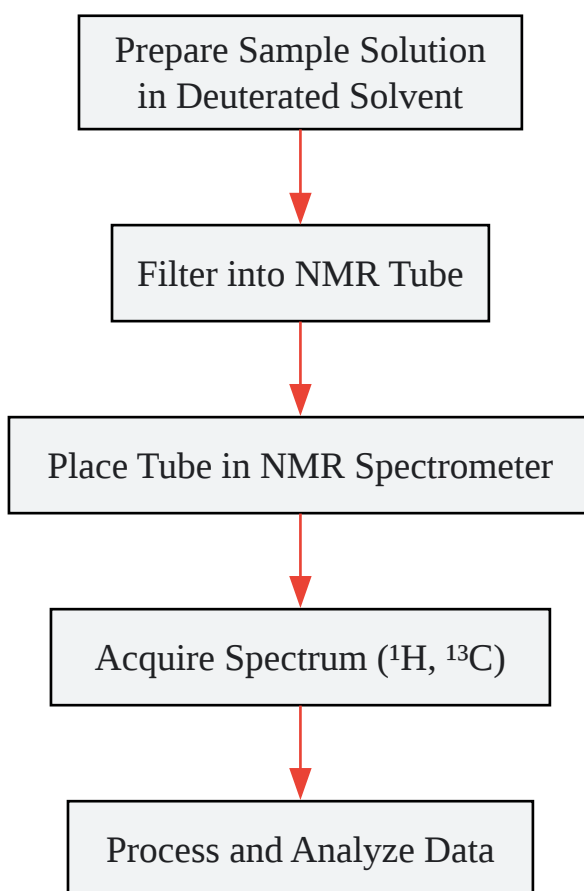 Prepare Sample Solution
in Deuterated Solvent
Filter into NMR Tube
Place Tube in NMR Spectrometer
Acquire Spectrum (¹H, ¹³C)
Process and Analyze Data